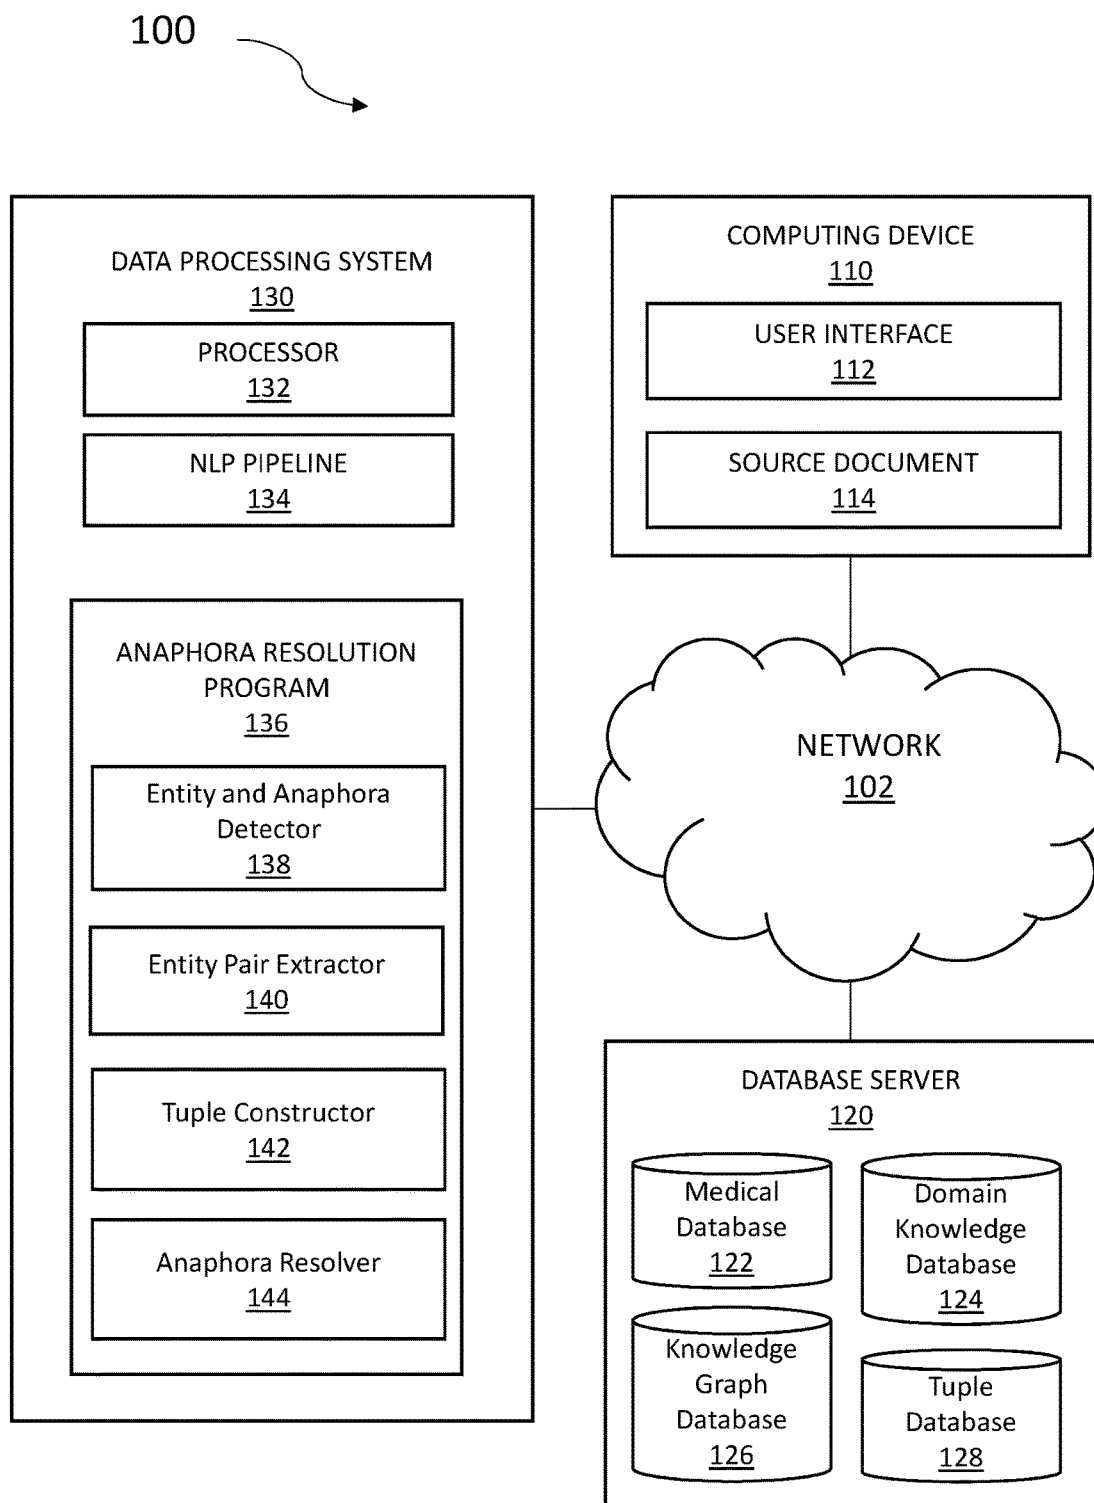 100
DATA PROCESSING SYSTEM
130
PROCESSOR
132
NLP PIPELINE
134
ANAPHORA RESOLUTION
PROGRAM
136
Entity and Anaphora
Detector
138
Entity Pair Extractor
140
Tuple Constructor
142
Anaphora Resolver
144
COMPUTING DEVICE
110
USER INTERFACE
112
SOURCE DOCUMENT
114
NETWORK
102
DATABASE SERVER
120
Medical
Database
122
Domain
Knowledge
Database
124
Knowledge
Graph
Database
126
Tuple
Database
128